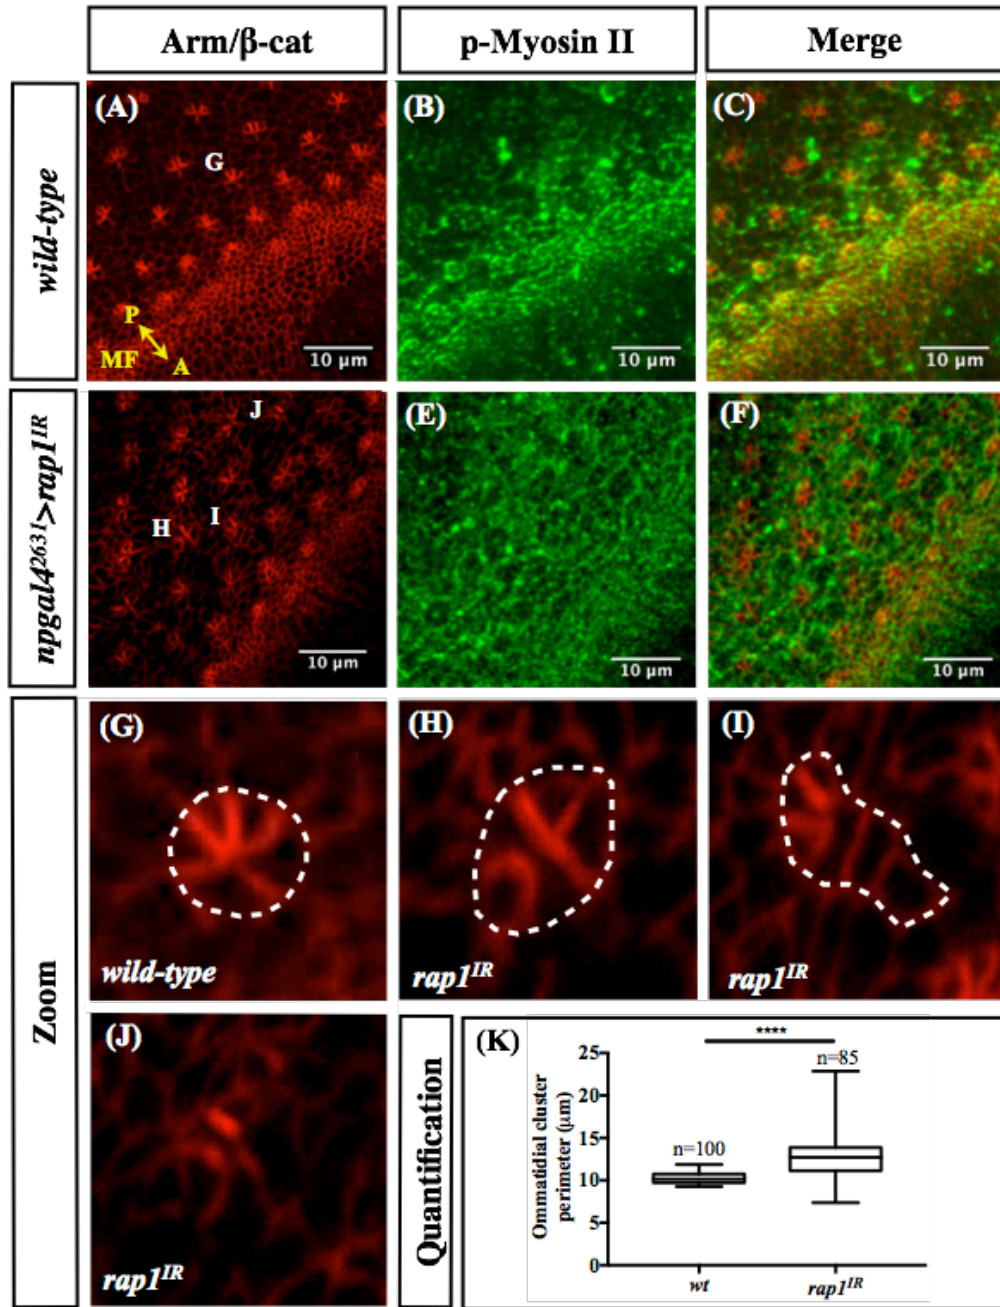 Arm/β-cat
p-Myosin II
Merge
wild-type
(A)
G
P
MF
A
10 μm
(B)
10 μm
(C)
10 μm
npgal4²⁶³¹>rap1ᴵᴿ
J
H
I
10 μm
(E)
10 μm
(F)
10 μm
Zoom
(G)
wild-type
(H)
rap1ᴵᴿ
(I)
rap1ᴵᴿ
(J)
rap1ᴵᴿ
Quantification
(K)
****
n=85
n=100
Ommatidial cluster
perimeter (μm)
25
20
15
10
5
0
wt
rap1ᴵᴿ